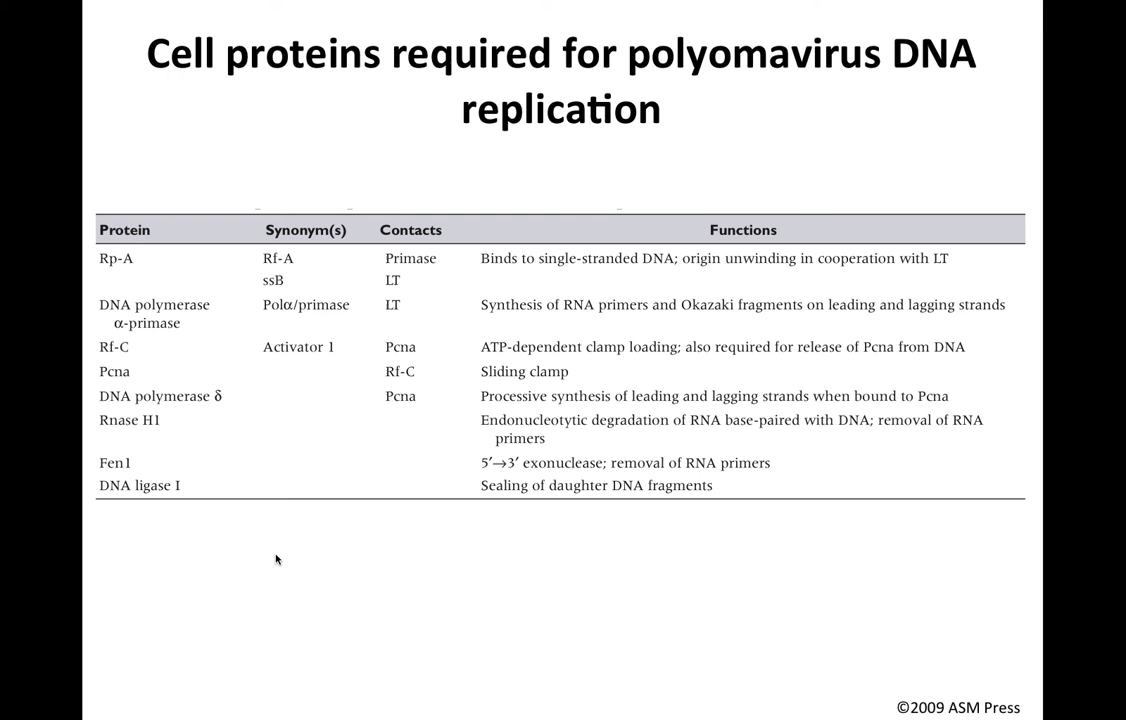 Cell proteins required for polyomavirus DNA
replication
Protein Synonym(s) Contacts Functions
Rp-A Rf-A Primase Binds to single-stranded DNA; origin unwinding in cooperation with LT
ssB LT
DNA polymerase Polα/primase LT Synthesis of RNA primers and Okazaki fragments on leading and lagging strands
α-primase
Rf-C Activator 1 Pcna ATP-dependent clamp loading; also required for release of Pcna from DNA
Pcna Rf-C Sliding clamp
DNA polymerase δ Pcna Processive synthesis of leading and lagging strands when bound to Pcna
Rnase H1 Endonucleotytic degradation of RNA base-paired with DNA; removal of RNA
primers
Fen1 5′→3′ exonuclease; removal of RNA primers
DNA ligase I Sealing of daughter DNA fragments
©2009 ASM Press